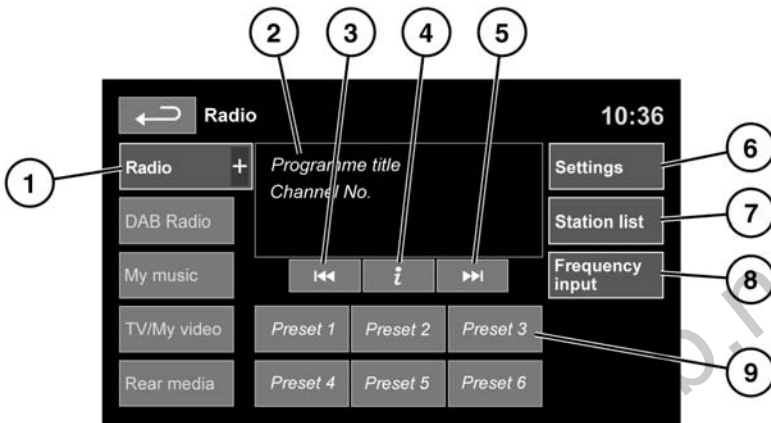 2 3 4 5
Radio 10:36
1 Radio + Programme title Settings 6
Channel No.
DAB Radio Station list 7
My music i Frequency input 8
TV/My video Preset 1 Preset 2 Preset 3 9
Rear media Preset 4 Preset 5 Preset 6